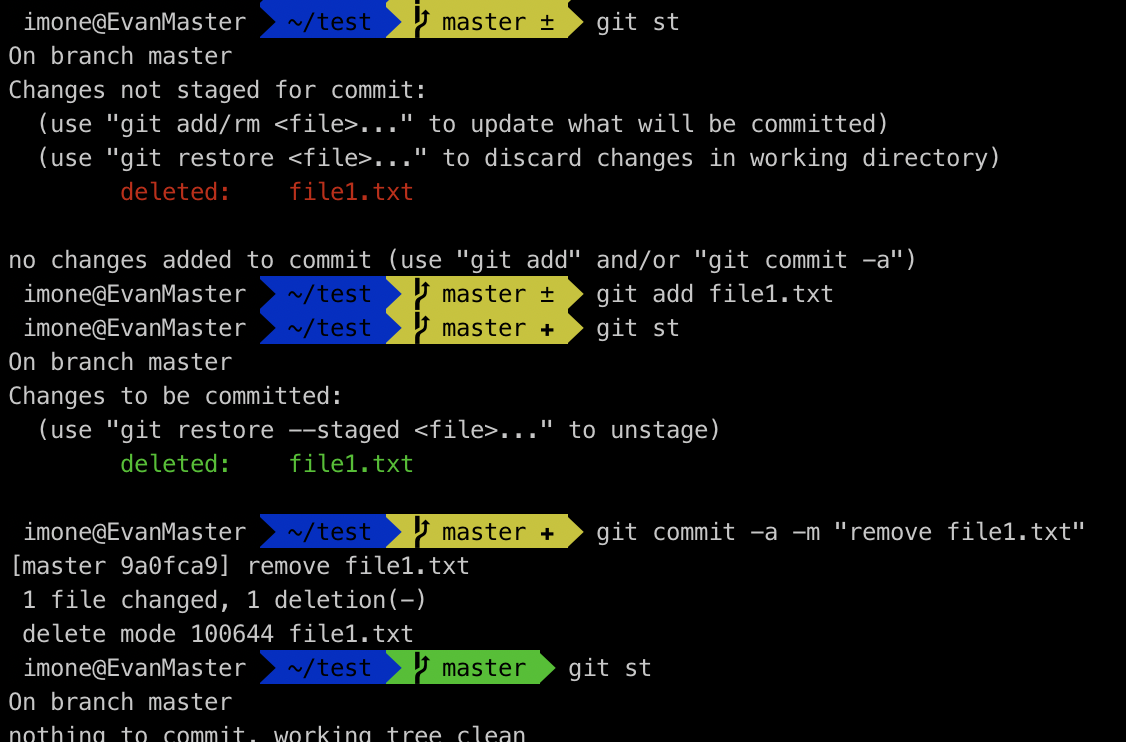 imone@EvanMaster ~/test master ± git st
On branch master
Changes not staged for commit:
(use "git add/rm <file>..." to update what will be committed)
(use "git restore <file>..." to discard changes in working directory)
deleted: file1.txt
no changes added to commit (use "git add" and/or "git commit -a")
imone@EvanMaster ~/test master ± git add file1.txt
imone@EvanMaster ~/test master ✚ git st
On branch master
Changes to be committed:
(use "git restore --staged <file>..." to unstage)
deleted: file1.txt
imone@EvanMaster ~/test master ✚ git commit -a -m "remove file1.txt"
[master 9a0fca9] remove file1.txt
1 file changed, 1 deletion(-)
delete mode 100644 file1.txt
imone@EvanMaster ~/test master git st
On branch master
nothing to commit, working tree clean